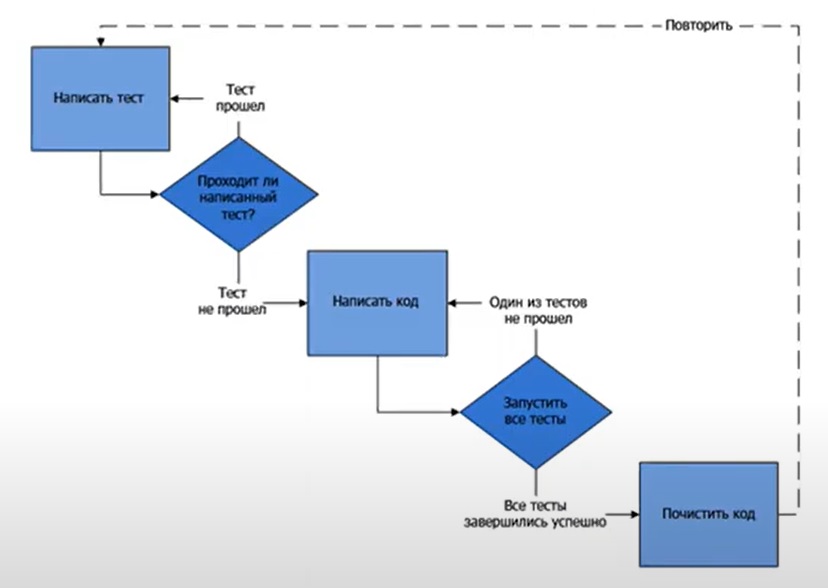 Повторить
Написать тест
Тест
прошел
Проходит ли
написанный
тест?
Тест
не прошел
Написать код
Один из тестов
не прошел
Запустить
все тесты
Все тесты
завершились успешно
Почистить код